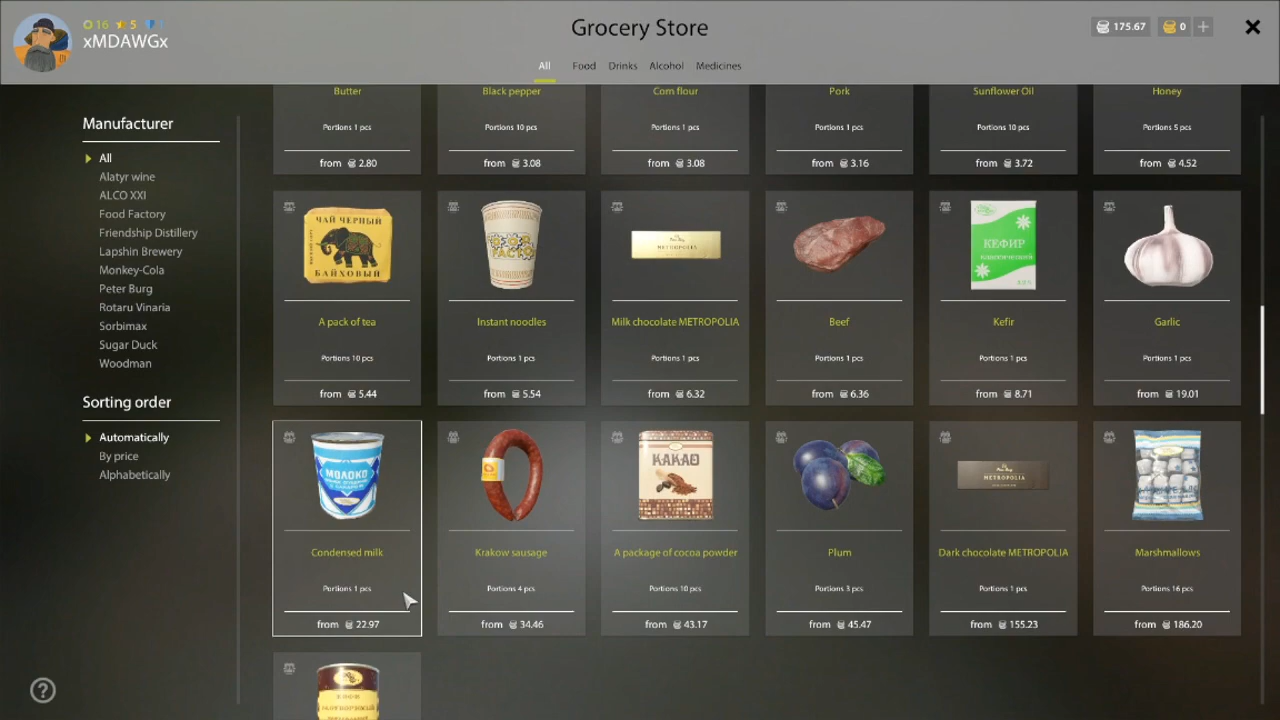 16 5
xMDAWGx
Grocery Store
175.67 0
All Food Drinks Alcohol Medicines
Manufacturer
All
Alatyr wine
ALCO XXI
Food Factory
Friendship Distillery
Lapshin Brewery
Monkey-Cola
Peter Burg
Rotaru Vinaria
Sorbimax
Sugar Duck
Woodman
Sorting order
Automatically
By price
Alphabetically
Butter
Portions 1 pcs
from 2.80
Black pepper
Portions 10 pcs
from 3.08
Corn flour
Portions 1 pcs
from 3.08
Pork
Portions 1 pcs
from 3.16
Sunflower Oil
Portions 10 pcs
from 3.72
Honey
Portions 5 pcs
from 4.52
ЧАЙ ЧЕРНЫЙ
БАЙХОВЫЙ
A pack of tea
Portions 10 pcs
from 5.44
Instant noodles
Portions 1 pcs
from 5.54
METROPOLIA
Milk chocolate METROPOLIA
Portions 1 pcs
from 6.32
Beef
Portions 1 pcs
from 6.36
КЕФИР
Kefir
Portions 1 pcs
from 8.71
Garlic
Portions 1 pcs
from 19.01
МОЛОКО
Condensed milk
Portions 1 pcs
from 22.97
Krakow sausage
Portions 4 pcs
from 34.46
КАКАО
A package of cocoa powder
Portions 10 pcs
from 43.17
Plum
Portions 3 pcs
from 45.47
METROPOLIA
Dark chocolate METROPOLIA
Portions 1 pcs
from 155.23
Marshmallows
Portions 16 pcs
from 186.20
?